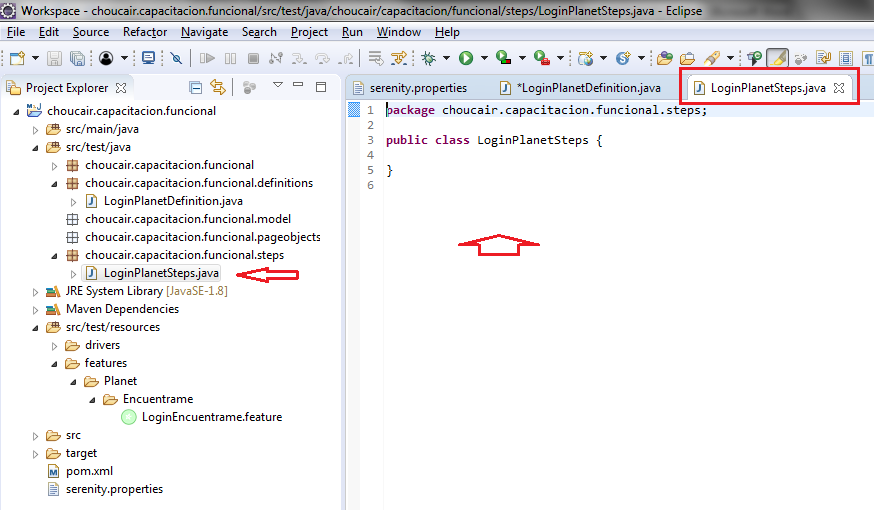 Workspace - choucair.capacitacion.funcional/src/test/java/choucair/capacitacion/funcional/steps/LoginPlanetSteps.java - Eclipse
File Edit Source Refactor Navigate Search Project Run Window Help
Project Explorer
choucair.capacitacion.funcional
src/main/java
src/test/java
choucair.capacitacion.funcional
choucair.capacitacion.funcional.definitions
LoginPlanetDefinition.java
choucair.capacitacion.funcional.model
choucair.capacitacion.funcional.pageobjects
choucair.capacitacion.funcional.steps
LoginPlanetSteps.java
JRE System Library [JavaSE-1.8]
Maven Dependencies
src/test/resources
drivers
features
Planet
Encuentrame
LoginEncuentrame.feature
src
target
pom.xml
serenity.properties
serenity.properties *LoginPlanetDefinition.java LoginPlanetSteps.java
1 package choucair.capacitacion.funcional.steps;
2
3 public class LoginPlanetSteps {
4
5 }
6